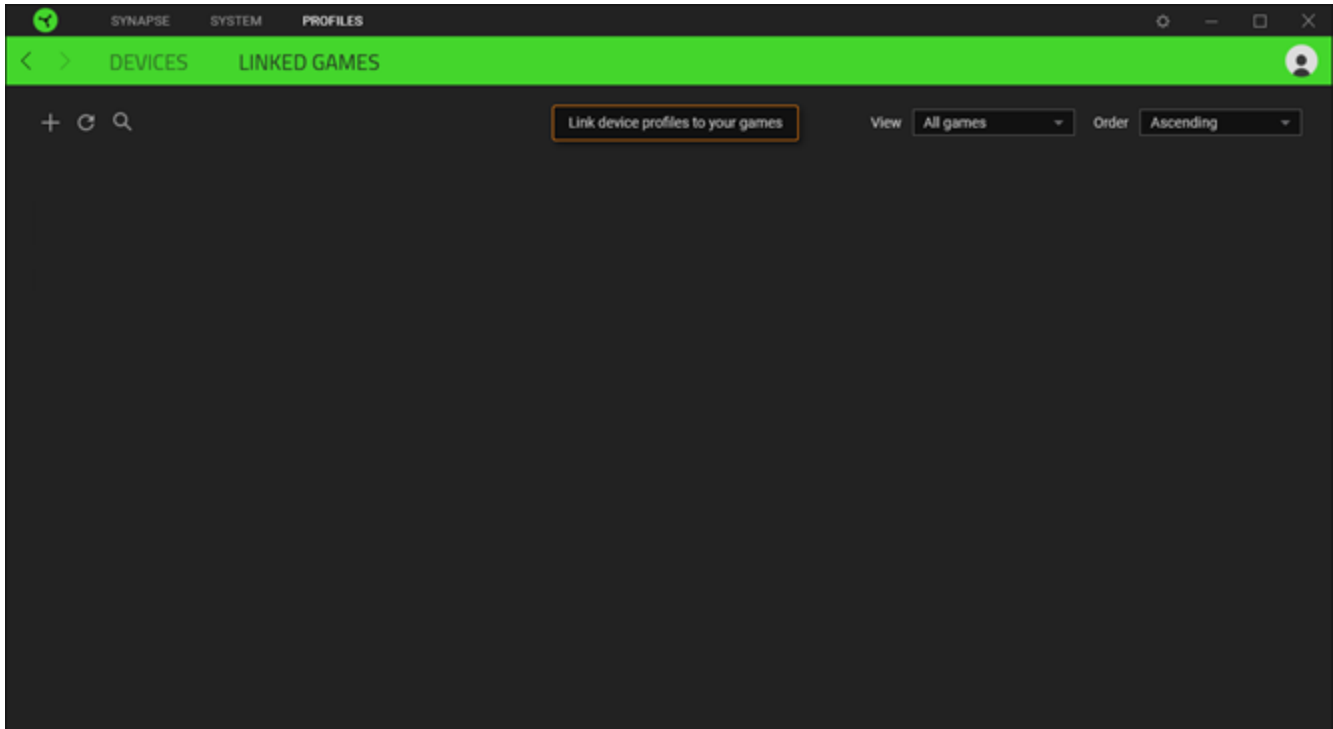 SYNAPSE SYSTEM PROFILES
DEVICES LINKED GAMES
Link device profiles to your games View All games Order Ascending